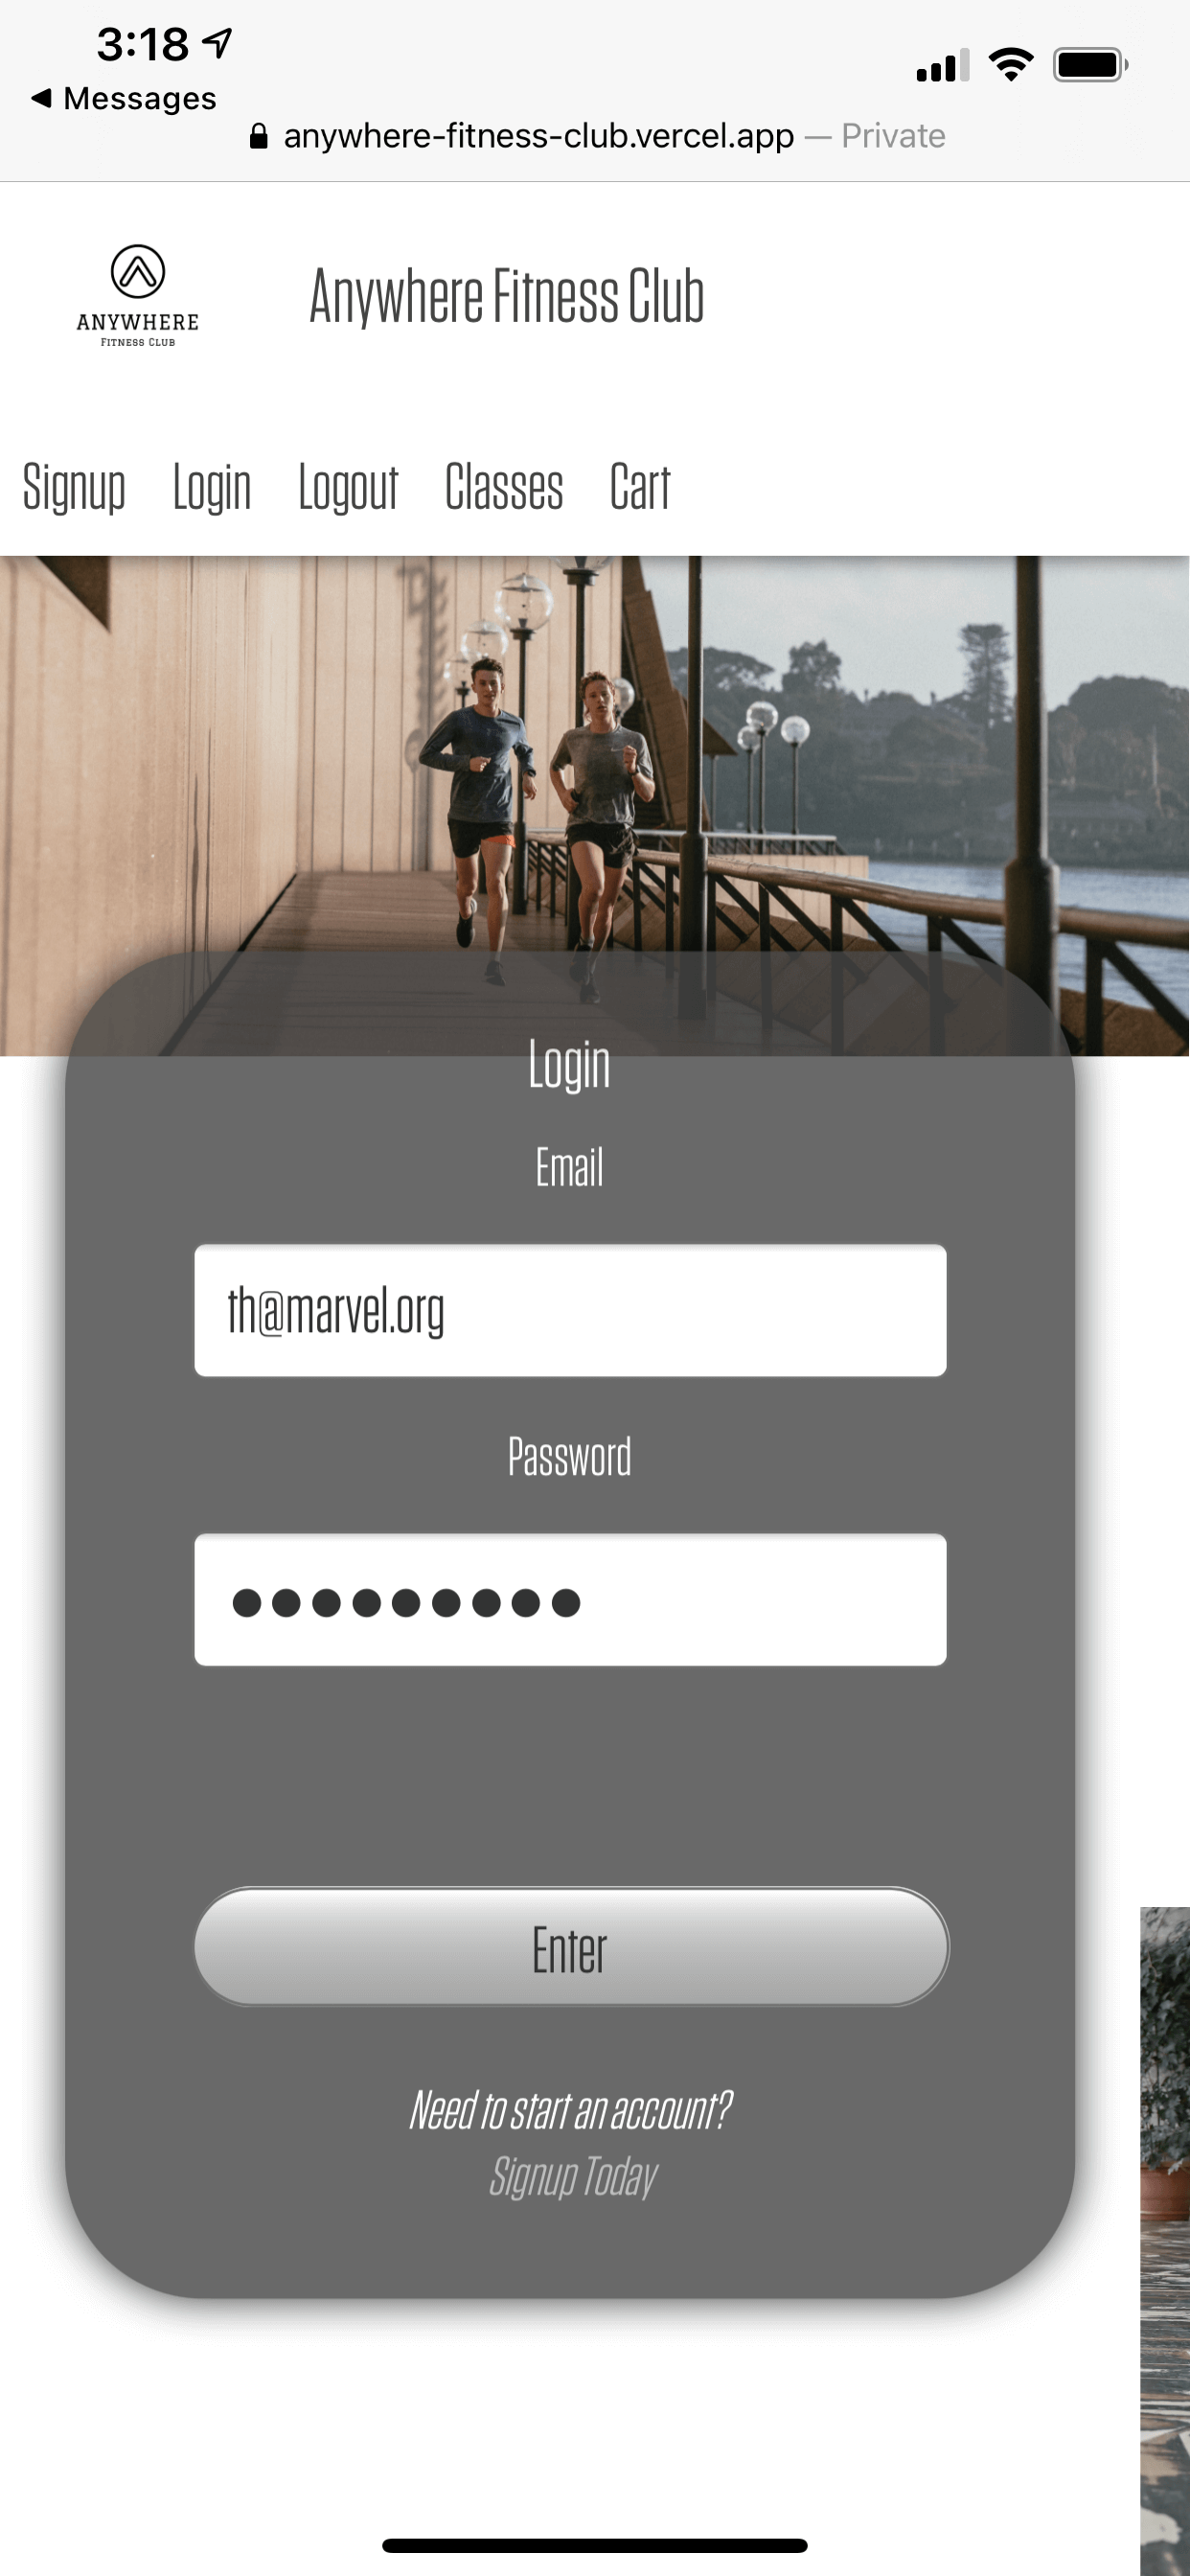 3:18
Messages
anywhere-fitness-club.vercel.app — Private
ANYWHERE
FITNESS CLUB
Anywhere Fitness Club
Signup Login Logout Classes Cart
Login
Email
th@marvel.org
Password
Enter
Need to start an account?
Signup Today